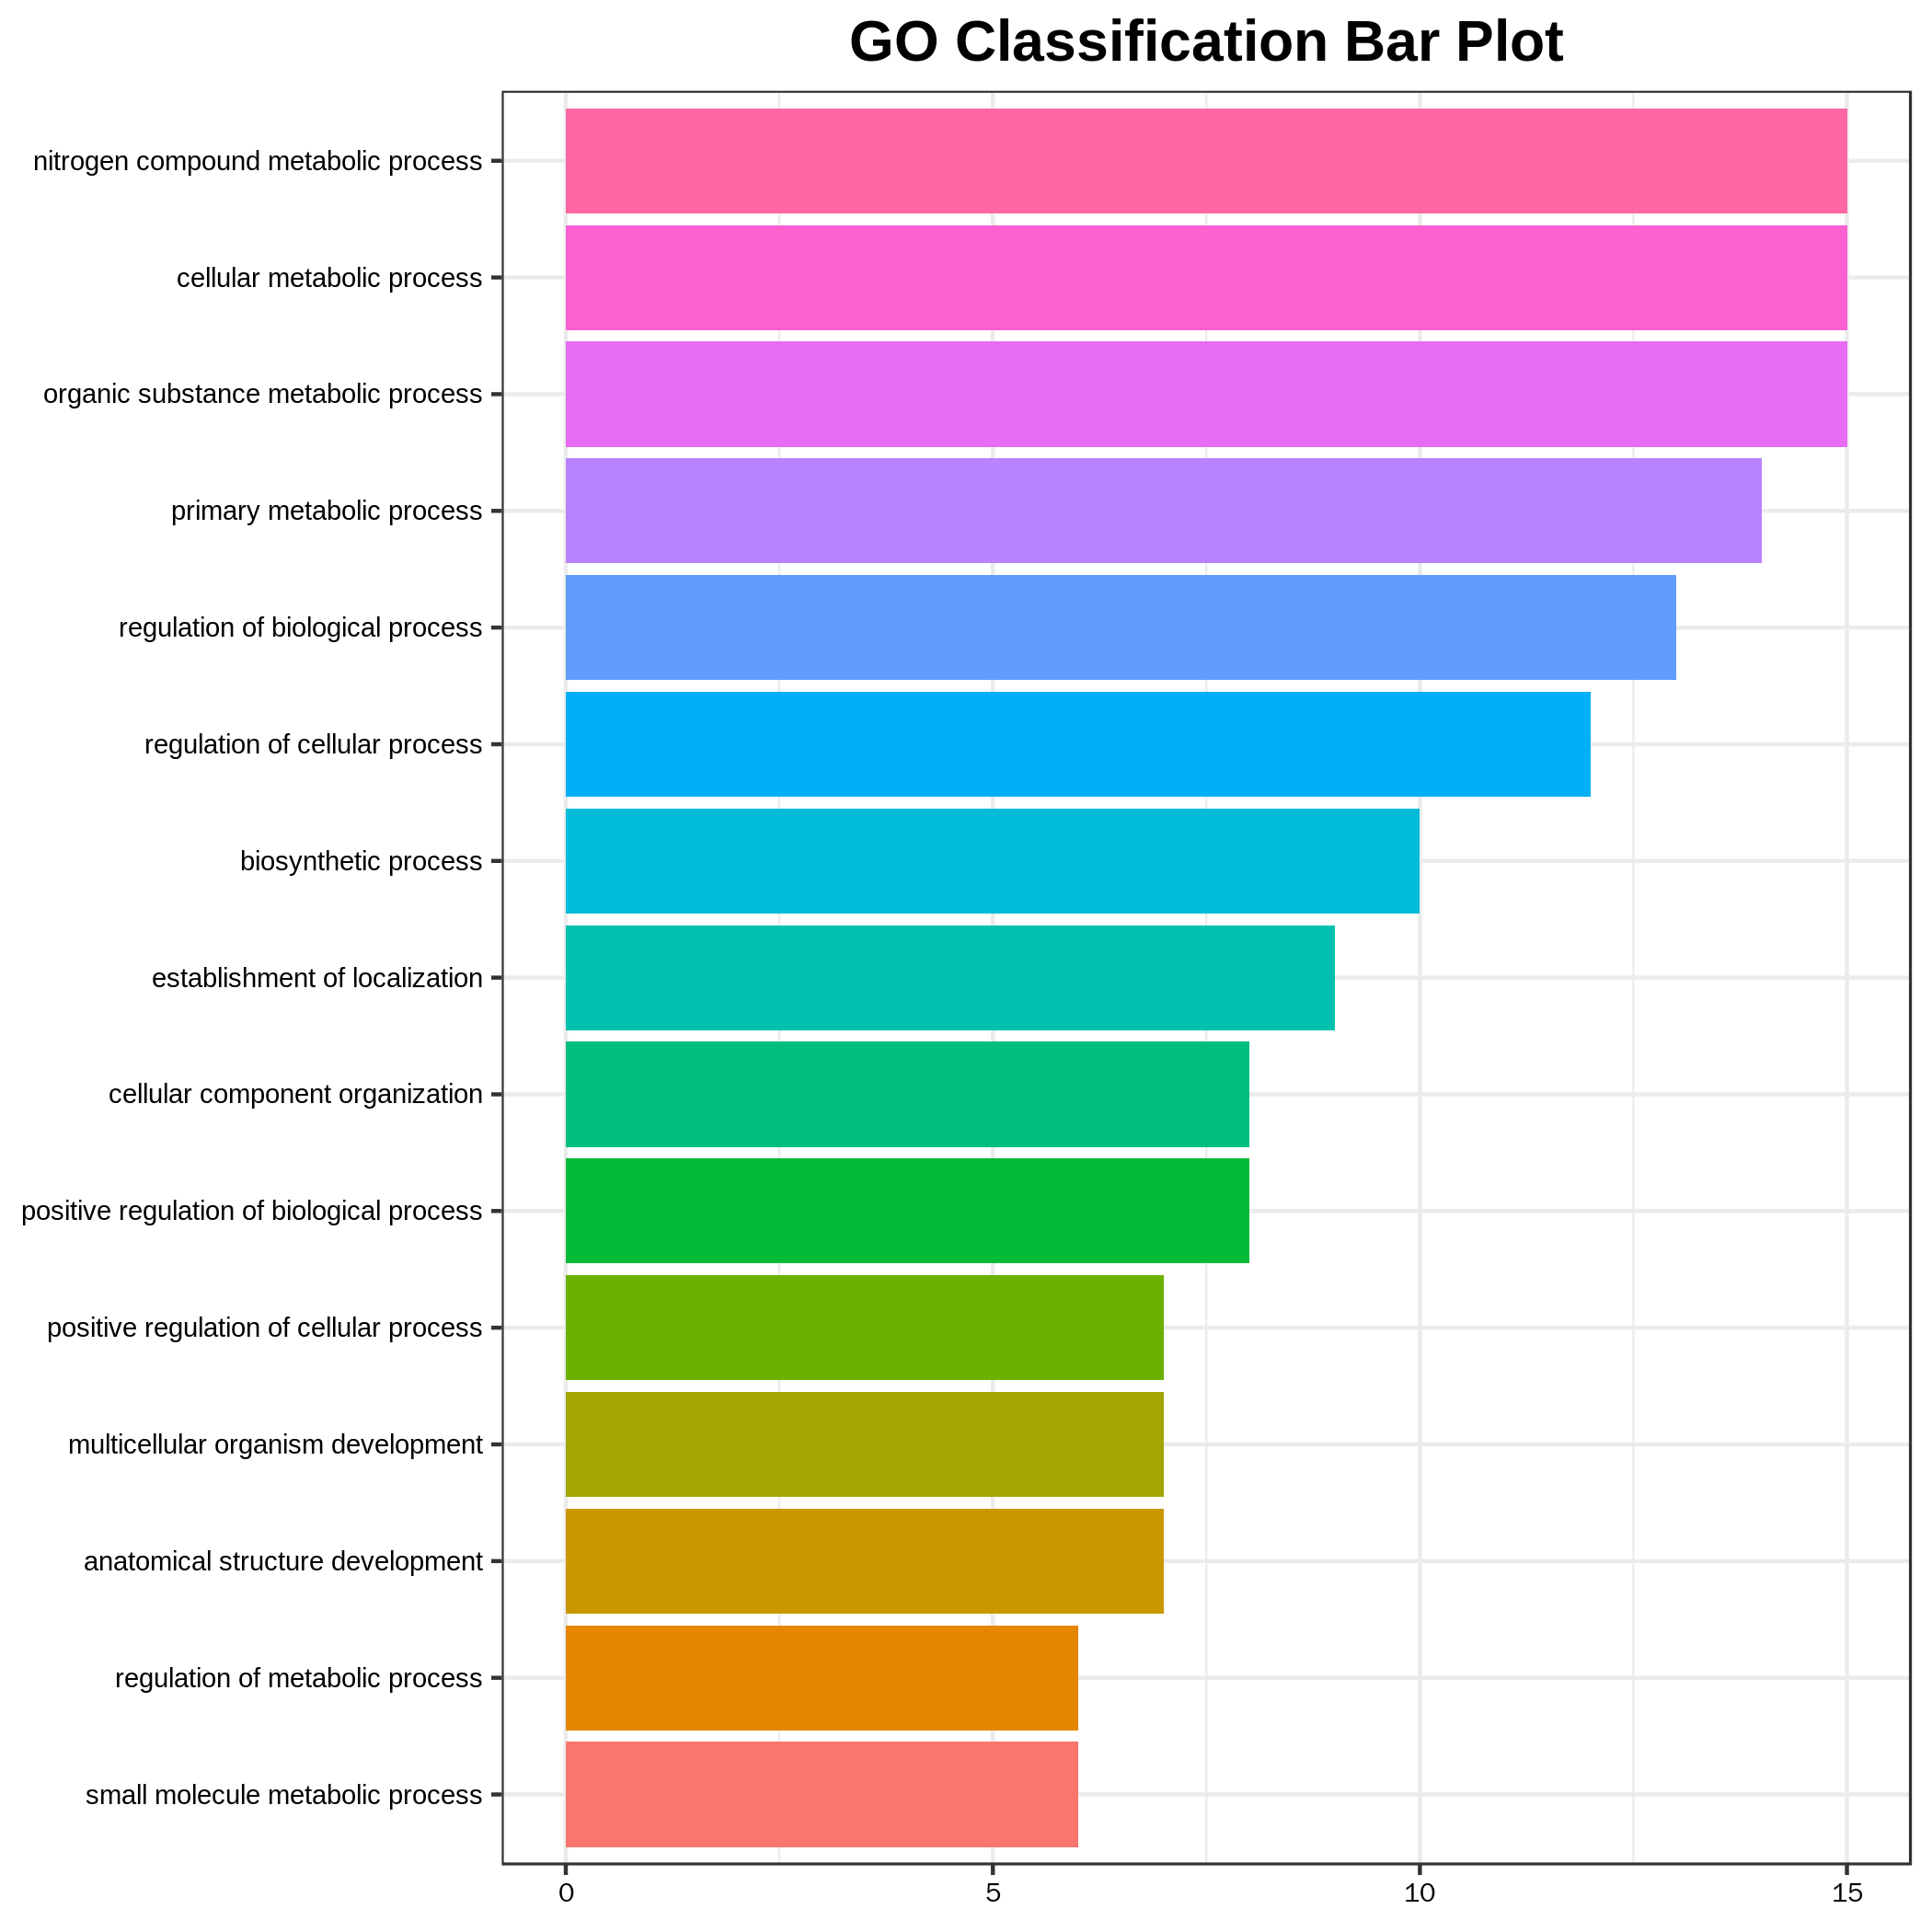 GO Classification Bar Plot
nitrogen compound metabolic process
cellular metabolic process
organic substance metabolic process
primary metabolic process
regulation of biological process
regulation of cellular process
biosynthetic process
establishment of localization
cellular component organization
positive regulation of biological process
positive regulation of cellular process
multicellular organism development
anatomical structure development
regulation of metabolic process
small molecule metabolic process
0 5 10 15